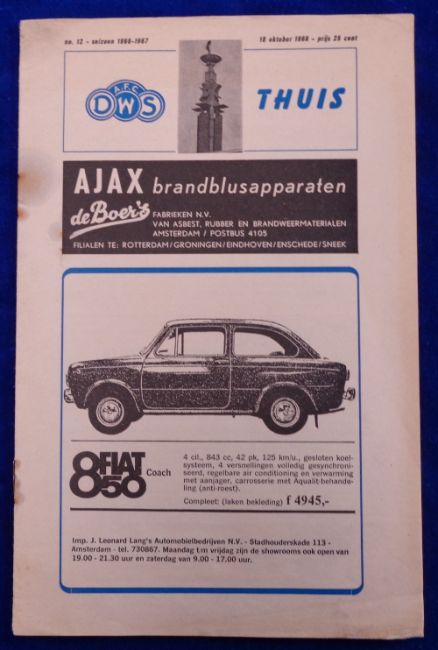 no. 12 - seizoen 1966-1967
18 oktober 1966 - prijs 25 cent
A.F.C.
DWS
THUIS
AJAX brandblusapparaten
de Boer's
FABRIEKEN N.V.
VAN ASBEST, RUBBER EN BRANDWEERMATERIALEN
AMSTERDAM / POSTBUS 4105
FILIALEN TE: ROTTERDAM/GRONINGEN/EINDHOVEN/ENSCHEDE/SNEEK
FIAT
850
Coach
4 cil., 843 cc, 42 pk, 125 km/u., gesloten koel-
systeem, 4 versnellingen volledig gesynchroni-
seerd, regelbare air conditioning en verwarming
met aanjager, carrosserie met Aqualit-behande-
ling (anti-roest).
Compleet: (laken bekleding) f 4945,-
Imp. J. Leonard Lang's Automobielbedrijven N.V. - Stadhouderskade 113 -
Amsterdam - tel. 730867. Maandag t.m vrijdag zijn de showrooms ook open van
19.00 - 21.30 uur en zaterdag van 9.00 - 17.00 uur.